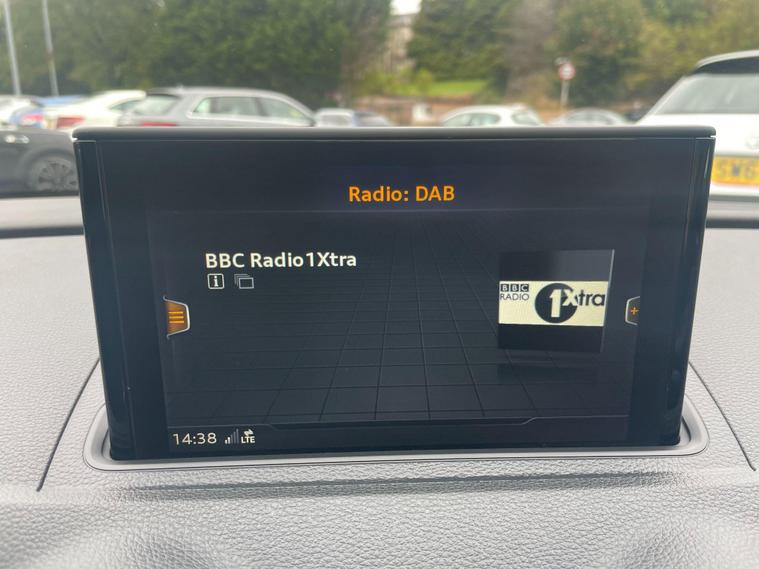 Radio: DAB
BBC Radio1Xtra
BBC
RADIO
1Xtra
14:38
LTE